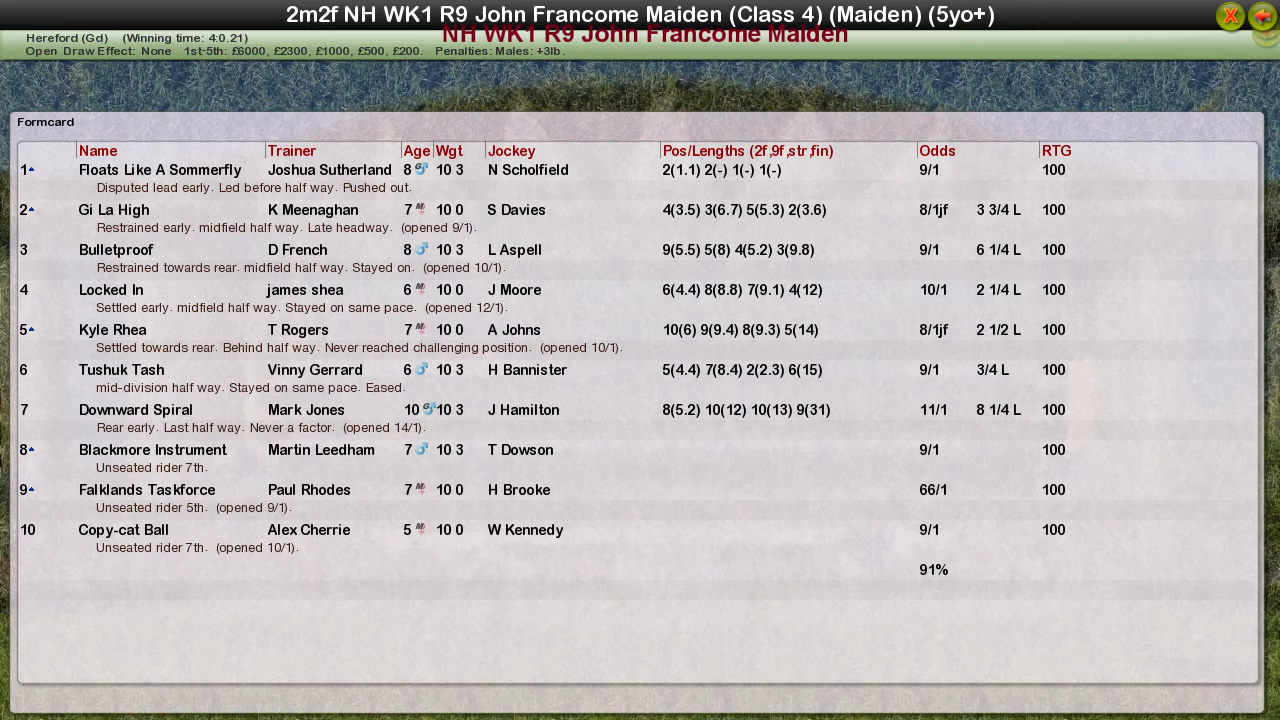 2m2f NH WK1 R9 John Francome Maiden (Class 4) (Maiden) (5yo+)
NH WK1 R9 John Francome Maiden
Hereford (Gd) (Winning time: 4:0.21)
Open Draw Effect: None 1st-5th: £6000, £2300, £1000, £500, £200. Penalties: Males: +3lb.
Formcard
Name Trainer Age Wgt Jockey Pos/Lengths (2f,9f,str,fin) Odds RTG
1 Floats Like A Sommerfly Joshua Sutherland 8 10 3 N Scholfield 2(1.1) 2(-) 1(-) 1(-) 9/1 100
Disputed lead early. Led before half way. Pushed out.
2 Gi La High K Meenaghan 7 10 0 S Davies 4(3.5) 3(6.7) 5(5.3) 2(3.6) 8/1jf 3 3/4 L 100
Restrained early. midfield half way. Late headway. (opened 9/1).
3 Bulletproof D French 8 10 3 L Aspell 9(5.5) 5(8) 4(5.2) 3(9.8) 9/1 6 1/4 L 100
Restrained towards rear. midfield half way. Stayed on. (opened 10/1).
4 Locked In james shea 6 10 0 J Moore 6(4.4) 8(8.8) 7(9.1) 4(12) 10/1 2 1/4 L 100
Settled early. midfield half way. Stayed on same pace. (opened 12/1).
5 Kyle Rhea T Rogers 7 10 0 A Johns 10(6) 9(9.4) 8(9.3) 5(14) 8/1jf 2 1/2 L 100
Settled towards rear. Behind half way. Never reached challenging position. (opened 10/1).
6 Tushuk Tash Vinny Gerrard 6 10 3 H Bannister 5(4.4) 7(8.4) 2(2.3) 6(15) 9/1 3/4 L 100
mid-division half way. Stayed on same pace. Eased.
7 Downward Spiral Mark Jones 10 10 3 J Hamilton 8(5.2) 10(12) 10(13) 9(31) 11/1 8 1/4 L 100
Rear early. Last half way. Never a factor. (opened 14/1).
8 Blackmore Instrument Martin Leedham 7 10 3 T Dowson 9/1 100
Unseated rider 7th.
9 Falklands Taskforce Paul Rhodes 7 10 0 H Brooke 66/1 100
Unseated rider 5th. (opened 9/1).
10 Copy-cat Ball Alex Cherrie 5 10 0 W Kennedy 9/1 100
Unseated rider 7th. (opened 10/1).
91%